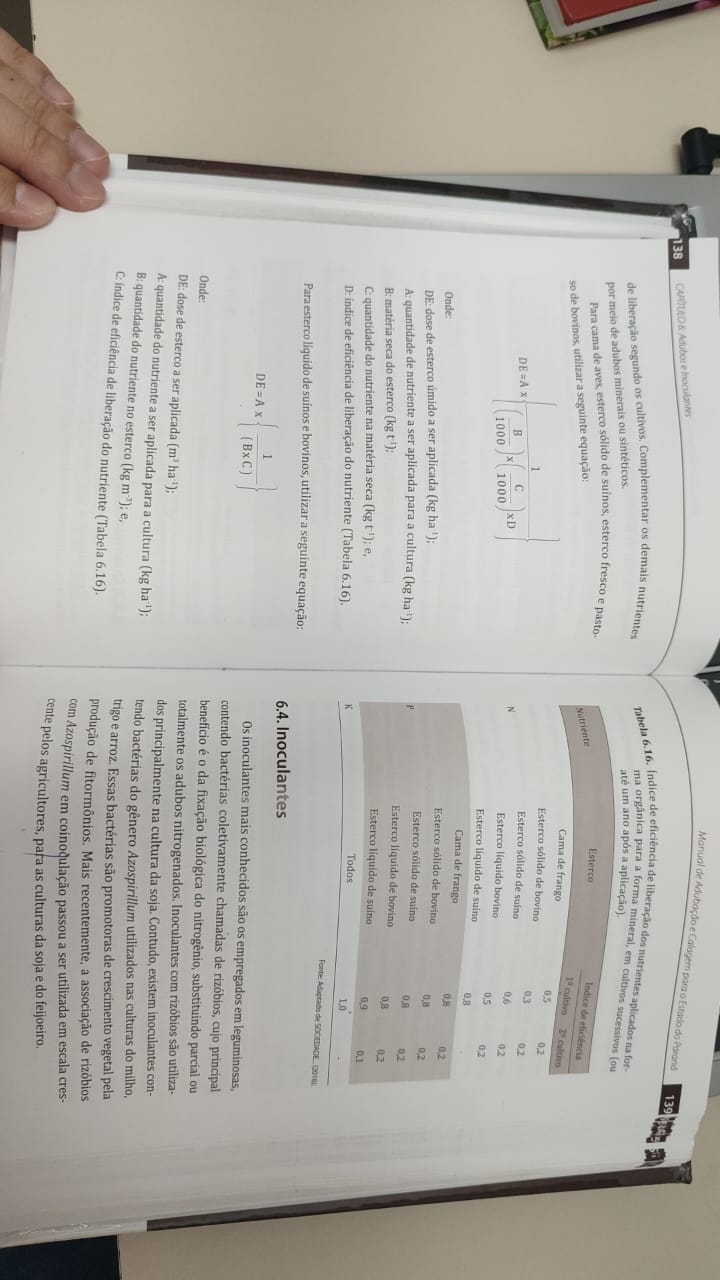 138
CAPÍTULO 6: Adubos e Inoculantes
de liberação segundo os cultivos. Complementar os demais nutrientes
por meio de adubos minerais ou sintéticos.
Para cama de aves, esterco sólido de suínos, esterco fresco e pasto-
so de bovinos, utilizar a seguinte equação:
DE = A x { 1 / ( B / 1000 ) x ( C / 1000 ) x D }
Onde:
DE: dose de esterco úmido a ser aplicada (kg ha⁻¹);
A: quantidade de nutriente a ser aplicada para a cultura (kg ha⁻¹);
B: matéria seca do esterco (kg t⁻¹);
C: quantidade do nutriente na matéria seca (kg t⁻¹); e,
D: índice de eficiência de liberação do nutriente (Tabela 6.16).
Para esterco líquido de suínos e bovinos, utilizar a seguinte equação:
DE = A x { 1 / (B x C) }
Onde:
DE: dose de esterco a ser aplicada (m³ ha⁻¹);
A: quantidade do nutriente a ser aplicada para a cultura (kg ha⁻¹);
B: quantidade do nutriente no esterco (kg m⁻³); e,
C: índice de eficiência de liberação do nutriente (Tabela 6.16).
Manual de Adubação e Calagem para o Estado do Paraná
139
Tabela 6.16. Índice de eficiência de liberação dos nutrientes aplicados na for-
ma orgânica para a forma mineral, em cultivos sucessivos (ou
até um ano após a aplicação).
Nutriente Esterco Índice de eficiência
1º cultivo 2º cultivo
Cama de frango 0,5 0,2
Esterco sólido de bovino 0,3 0,2
Esterco sólido de suíno 0,6 0,2
N Esterco líquido bovino 0,5 0,2
Esterco líquido de suíno 0,8 -
Cama de frango 0,8 0,2
Esterco sólido de bovino 0,8 0,2
Esterco sólido de suíno 0,8 0,2
P Esterco líquido de bovino 0,8 0,2
Esterco líquido de suíno 0,9 0,1
K Todos 1,0 -
Fonte: Adaptado de SOCIEDADE... (2016).
6.4. Inoculantes
Os inoculantes mais conhecidos são os empregados em leguminosas,
contendo bactérias coletivamente chamadas de rizóbios, cujo principal
benefício é o da fixação biológica do nitrogênio, substituindo parcial ou
totalmente os adubos nitrogenados. Inoculantes com rizóbios são utiliza-
dos principalmente na cultura da soja. Contudo, existem inoculantes con-
tendo bactérias do gênero Azospirillum utilizados nas culturas do milho,
trigo e arroz. Essas bactérias são promotoras de crescimento vegetal pela
produção de fitormônios. Mais recentemente, a associação de rizóbios
com Azospirillum em coinoculação passou a ser utilizada em escala cres-
cente pelos agricultores, para as culturas da soja e do feijoeiro.